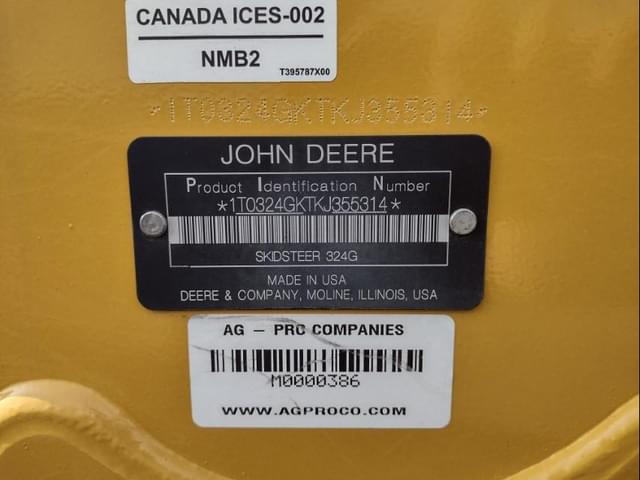 CANADA ICES-002
NMB2
T395787X00
*1T0324GKTKJ355314*
JOHN DEERE
Product Identification Number
*1T0324GKTKJ355314*
SKIDSTEER 324G
MADE IN USA
DEERE & COMPANY, MOLINE, ILLINOIS, USA
AG – PRO COMPANIES
M0000386
WWW.AGPROCO.COM